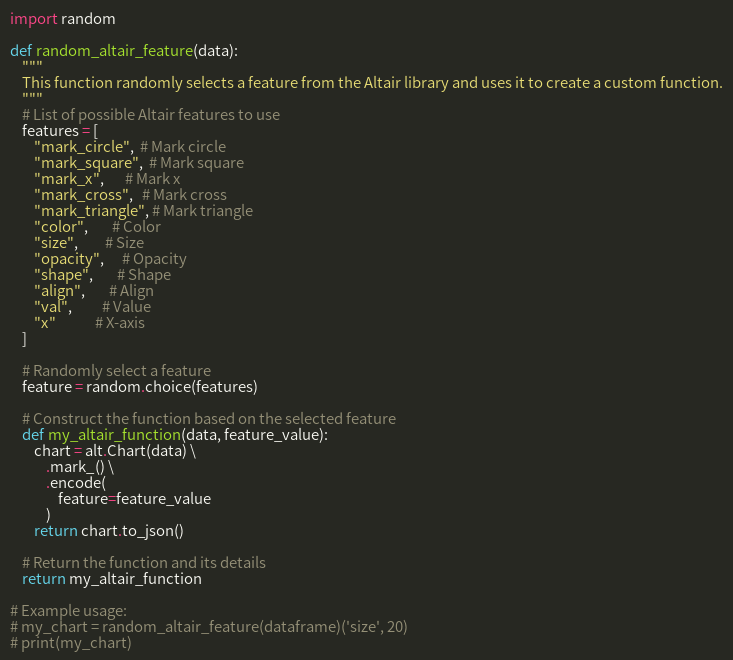 import random

def random_altair_feature(data):
    """
    This function randomly selects a feature from the Altair library and uses it to create a custom function.
    """
    # List of possible Altair features to use
    features = [
        "mark_circle",  # Mark circle
        "mark_square",  # Mark square
        "mark_x",       # Mark x
        "mark_cross",   # Mark cross
        "mark_triangle", # Mark triangle
        "color",        # Color
        "size",         # Size
        "opacity",      # Opacity
        "shape",        # Shape
        "align",        # Align
        "val",          # Value
        "x"             # X-axis
    ]

    # Randomly select a feature
    feature = random.choice(features)

    # Construct the function based on the selected feature
    def my_altair_function(data, feature_value):
        chart = alt.Chart(data) \
            .mark_() \
            .encode(
                feature=feature_value
            )
        return chart.to_json()

    # Return the function and its details
    return my_altair_function

# Example usage:
# my_chart = random_altair_feature(dataframe)('size', 20)
# print(my_chart)